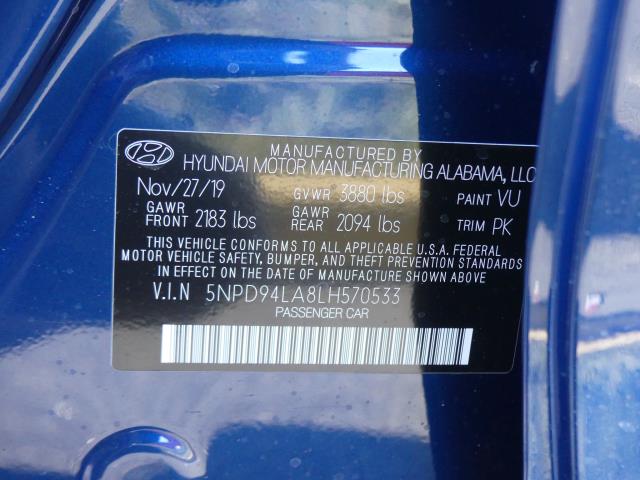 MANUFACTURED BY
HYUNDAI MOTOR MANUFACTURING ALABAMA, LLC
Nov/27/19 GVWR 3880 lbs PAINT VU
GAWR FRONT 2183 lbs GAWR REAR 2094 lbs TRIM PK
THIS VEHICLE CONFORMS TO ALL APPLICABLE U.S.A. FEDERAL
MOTOR VEHICLE SAFETY, BUMPER, AND THEFT PREVENTION STANDARDS
IN EFFECT ON THE DATE OF MANUFACTURE SHOWN ABOVE
V.I.N 5NPD94LA8LH570533
PASSENGER CAR